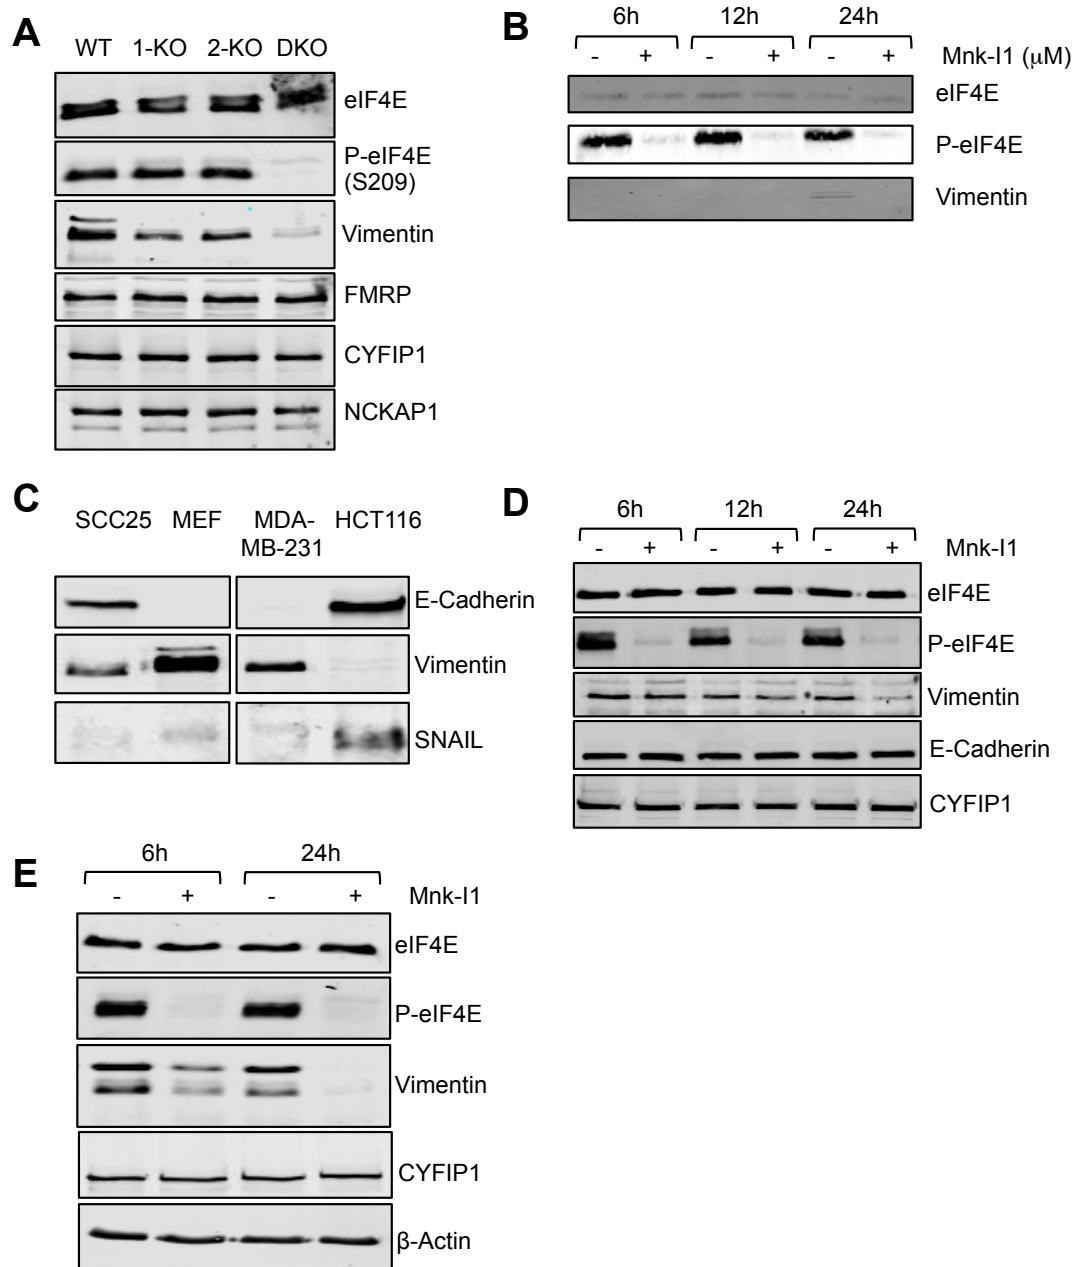 A
WT 1-KO 2-KO DKO
eIF4E
P-eIF4E
(S209)
Vimentin
FMRP
CYFIP1
NCKAP1
B
6h 12h 24h
- + - + - + Mnk-I1 (μM)
eIF4E
P-eIF4E
Vimentin
C
SCC25 MEF MDA-
MB-231 HCT116
E-Cadherin
Vimentin
SNAIL
D
6h 12h 24h
- + - + - + Mnk-I1
eIF4E
P-eIF4E
Vimentin
E-Cadherin
CYFIP1
E
6h 24h
- + - + Mnk-I1
eIF4E
P-eIF4E
Vimentin
CYFIP1
β-Actin